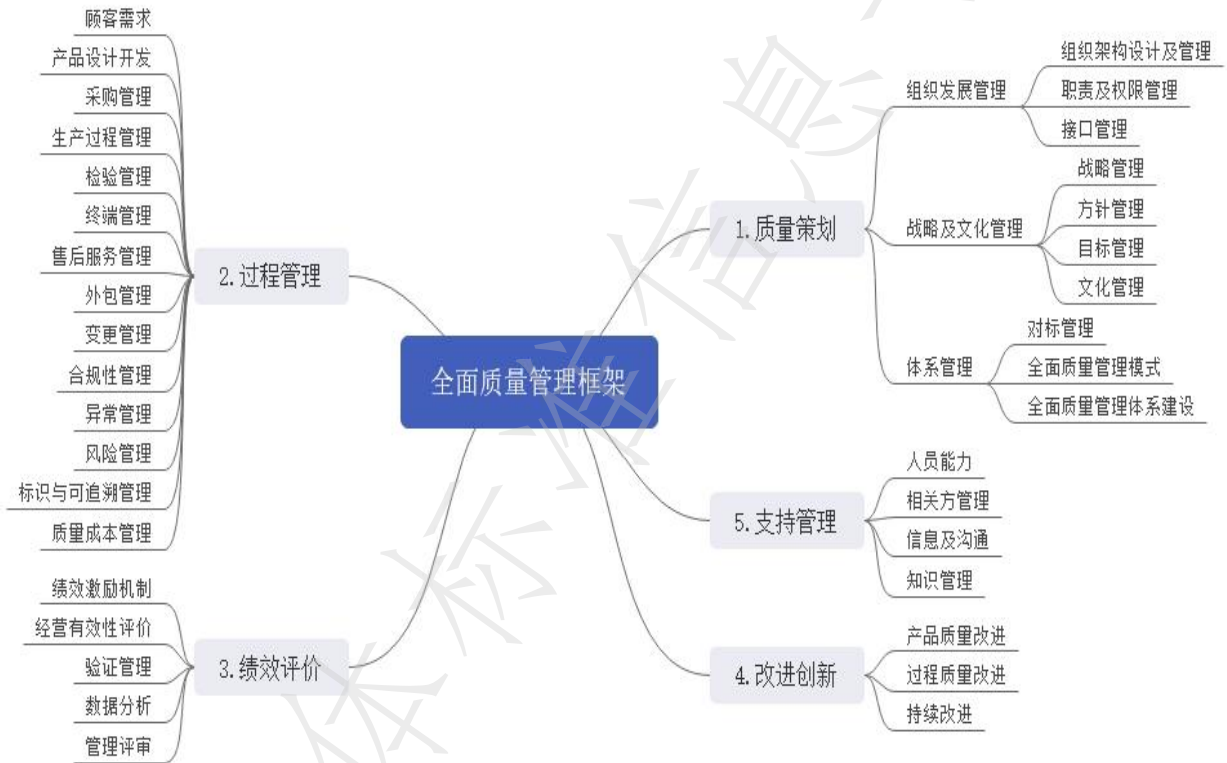 全面质量管理框架
1.质量策划
组织发展管理
组织架构设计及管理
职责及权限管理
接口管理
战略及文化管理
战略管理
方针管理
目标管理
文化管理
体系管理
对标管理
全面质量管理模式
全面质量管理体系建设
2.过程管理
顾客需求
产品设计开发
采购管理
生产过程管理
检验管理
终端管理
售后服务管理
外包管理
变更管理
合规性管理
异常管理
风险管理
标识与可追溯管理
质量成本管理
3.绩效评价
绩效激励机制
经营有效性评价
验证管理
数据分析
管理评审
4.改进创新
产品质量改进
过程质量改进
持续改进
5.支持管理
人员能力
相关方管理
信息及沟通
知识管理
体标准信息